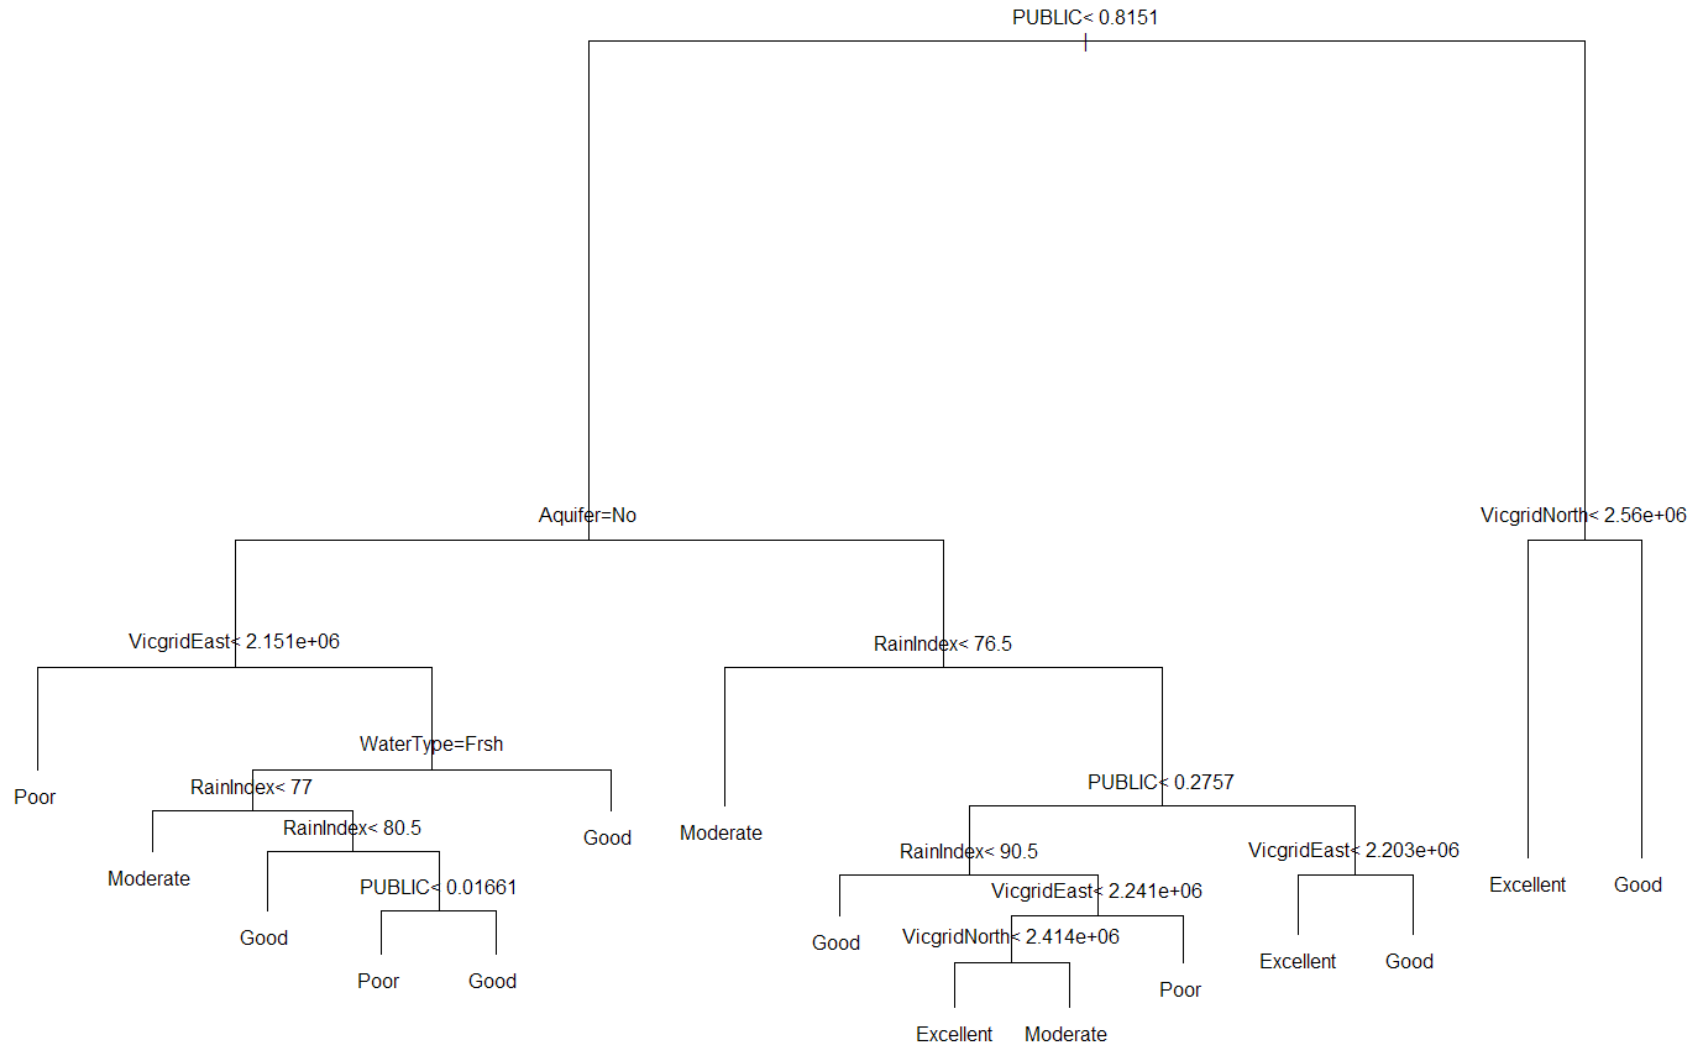 PUBLIC< 0.8151
Aquifer=No
VicgridNorth< 2.56e+06
VicgridEast< 2.151e+06
RainIndex< 76.5
WaterType=Frsh
PUBLIC< 0.2757
RainIndex< 77
Poor
RainIndex< 80.5
Good
Moderate
RainIndex< 90.5
VicgridEast< 2.203e+06
Moderate
PUBLIC< 0.01661
VicgridEast< 2.241e+06
Excellent
Good
Good
VicgridNorth< 2.414e+06
Good
Excellent
Good
Poor
Good
Poor
Excellent
Moderate